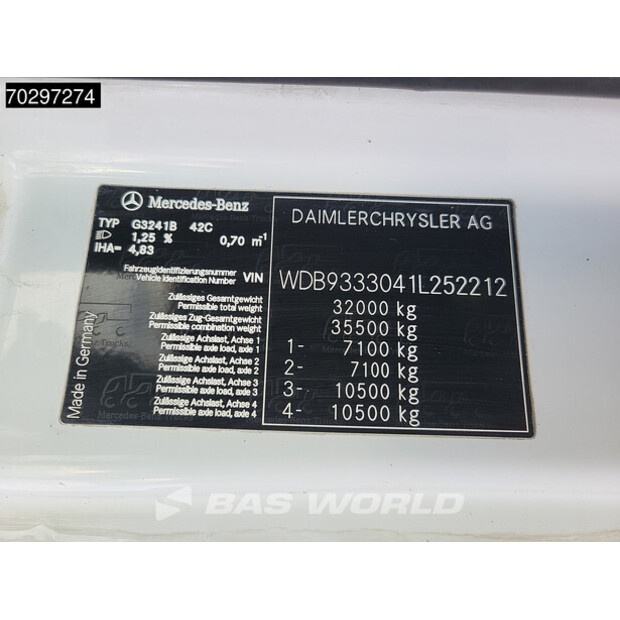 70297274
Mercedes-Benz
DAIMLERCHRYSLER AG
TYP G3241B 42C
1,25 % 0,70 m⁻¹
IHA= 4,83
Fahrzeugidentifizierungsnummer
Vehicle Identification Number VIN WDB9333041L252212
Zulässiges Gesamtgewicht
Permissible total weight 32000 kg
Zulässiges Zug-Gesamtgewicht
Permissible combination weight 35500 kg
Zulässige Achslast, Achse 1
Permissible axle load, axle 1 1- 7100 kg
Zulässige Achslast, Achse 2
Permissible axle load, axle 2 2- 7100 kg
Zulässige Achslast, Achse 3
Permissible axle load, axle 3 3- 10500 kg
Zulässige Achslast, Achse 4
Permissible axle load, axle 4 4- 10500 kg
Made in Germany
BAS WORLD